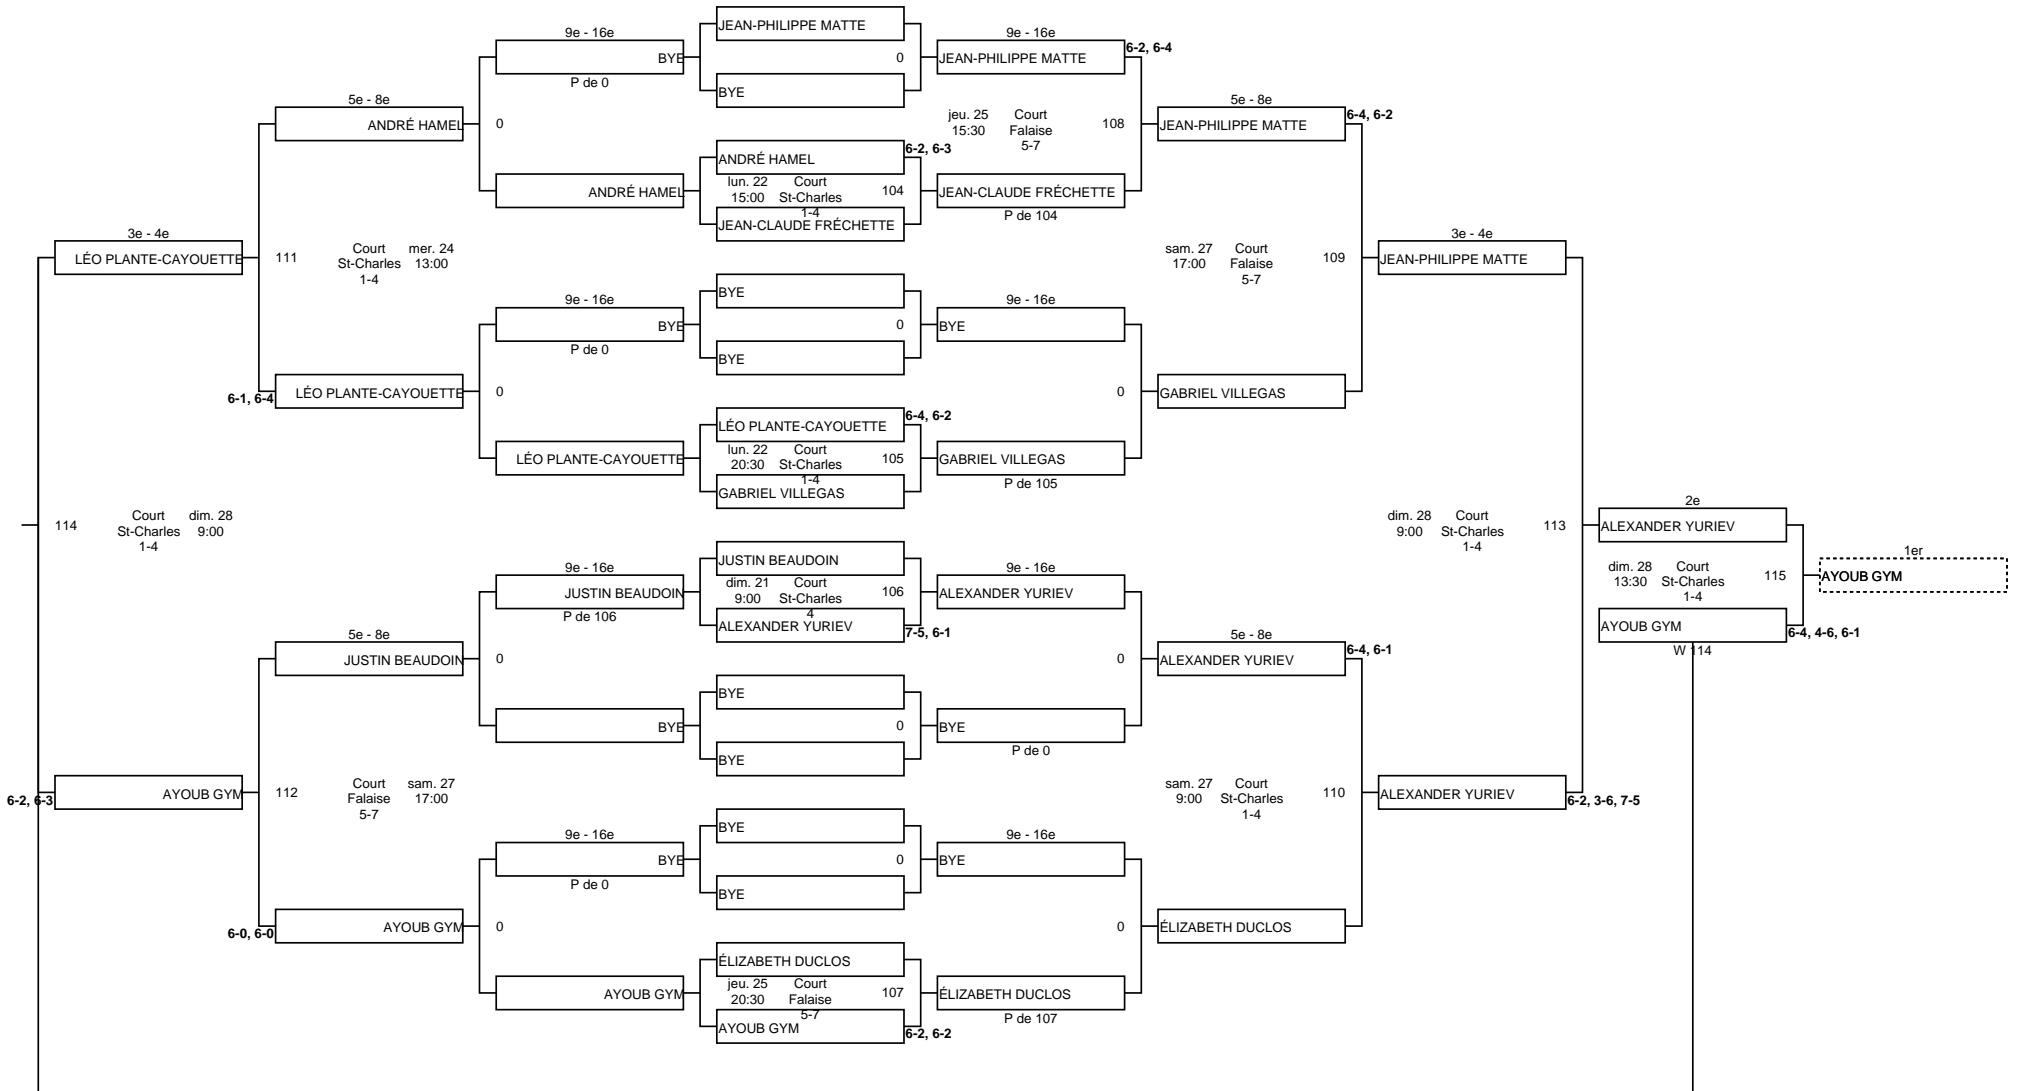 JEAN-PHILIPPE MATTE
9e - 16e
BYE
P de 0
0
BYE
9e - 16e
JEAN-PHILIPPE MATTE
6-2, 6-4
5e - 8e
ANDRÉ HAMEL
0
ANDRÉ HAMEL
6-2, 6-3
lun. 22 Court
15:00 St-Charles
1-4
104
JEAN-CLAUDE FRÉCHETTE
ANDRÉ HAMEL
jeu. 25 Court
15:30 Falaise
5-7
108
JEAN-CLAUDE FRÉCHETTE
P de 104
5e - 8e
JEAN-PHILIPPE MATTE
6-4, 6-2
3e - 4e
LÉO PLANTE-CAYOUETTE
111
Court mer. 24
St-Charles 13:00
1-4
sam. 27 Court
17:00 Falaise
5-7
109
3e - 4e
JEAN-PHILIPPE MATTE
9e - 16e
BYE
P de 0
BYE
0
BYE
9e - 16e
BYE
6-1, 6-4
LÉO PLANTE-CAYOUETTE
0
0
GABRIEL VILLEGAS
LÉO PLANTE-CAYOUETTE
LÉO PLANTE-CAYOUETTE
6-4, 6-2
lun. 22 Court
20:30 St-Charles
1-4
105
GABRIEL VILLEGAS
GABRIEL VILLEGAS
P de 105
114
Court dim. 28
St-Charles 9:00
1-4
dim. 28 Court
9:00 St-Charles
1-4
113
2e
ALEXANDER YURIEV
dim. 28 Court
13:30 St-Charles
1-4
115
AYOUB GYM
6-4, 4-6, 6-1
W 114
1er
AYOUB GYM
9e - 16e
JUSTIN BEAUDOIN
P de 106
JUSTIN BEAUDOIN
dim. 21 Court
9:00 St-Charles
4
106
ALEXANDER YURIEV
7-5, 6-1
9e - 16e
ALEXANDER YURIEV
5e - 8e
JUSTIN BEAUDOIN
0
0
5e - 8e
ALEXANDER YURIEV
6-4, 6-1
BYE
BYE
0
BYE
BYE
P de 0
6-2, 6-3
AYOUB GYM
112
Court sam. 27
Falaise 17:00
5-7
sam. 27 Court
9:00 St-Charles
1-4
110
ALEXANDER YURIEV
6-2, 3-6, 7-5
9e - 16e
BYE
P de 0
BYE
0
BYE
9e - 16e
BYE
6-0, 6-0
AYOUB GYM
0
0
ÉLIZABETH DUCLOS
AYOUB GYM
ÉLIZABETH DUCLOS
jeu. 25 Court
20:30 Falaise
5-7
107
AYOUB GYM
6-2, 6-2
ÉLIZABETH DUCLOS
P de 107